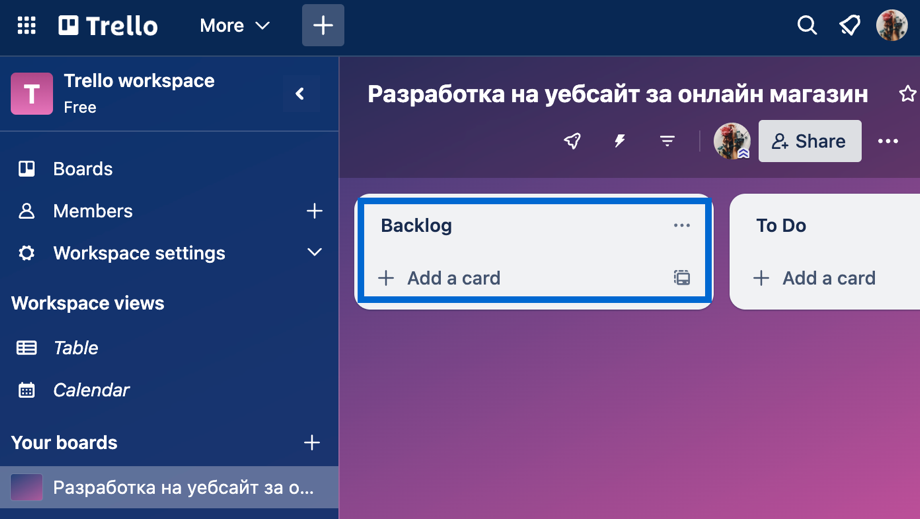 Trello
More
T
Trello workspace
Free
Boards
Members
Workspace settings
Workspace views
Table
Calendar
Your boards
Разработка на уебсайт за о...
Разработка на уебсайт за онлайн магазин
Share
Backlog
Add a card
To Do
Add a card